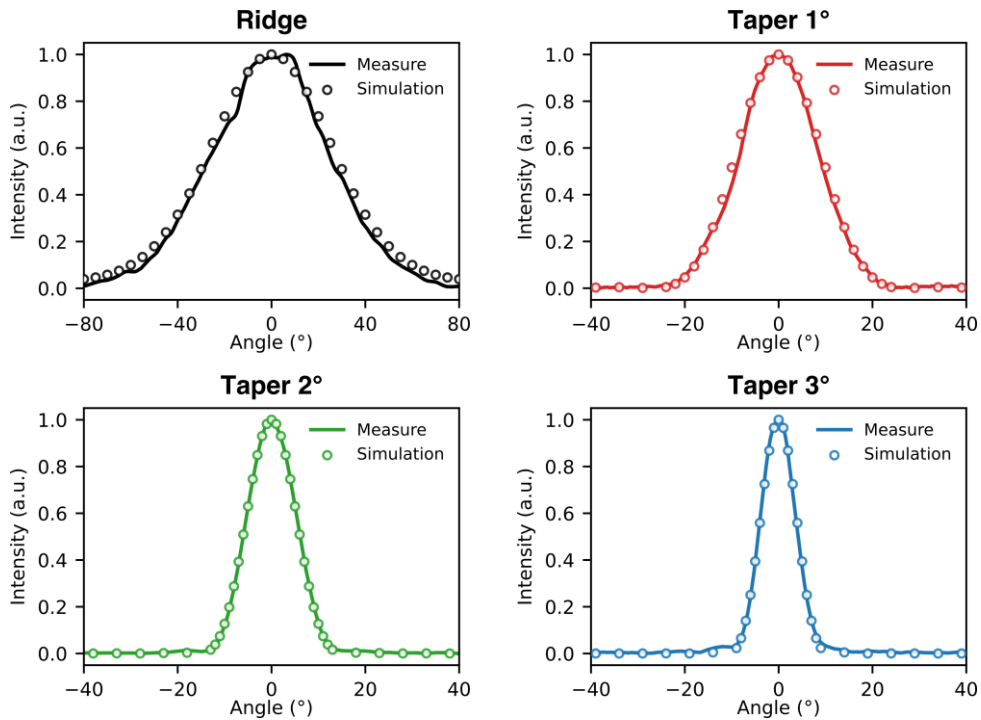 Ridge
Intensity (a.u.)
1.0
0.8
0.6
0.4
0.2
0.0
Measure
Simulation
−80 −40 0 40 80
Angle (°)
Taper 1°
Intensity (a.u.)
1.0
0.8
0.6
0.4
0.2
0.0
Measure
Simulation
−40 −20 0 20 40
Angle (°)
Taper 2°
Intensity (a.u.)
1.0
0.8
0.6
0.4
0.2
0.0
Measure
Simulation
−40 −20 0 20 40
Angle (°)
Taper 3°
Intensity (a.u.)
1.0
0.8
0.6
0.4
0.2
0.0
Measure
Simulation
−40 −20 0 20 40
Angle (°)